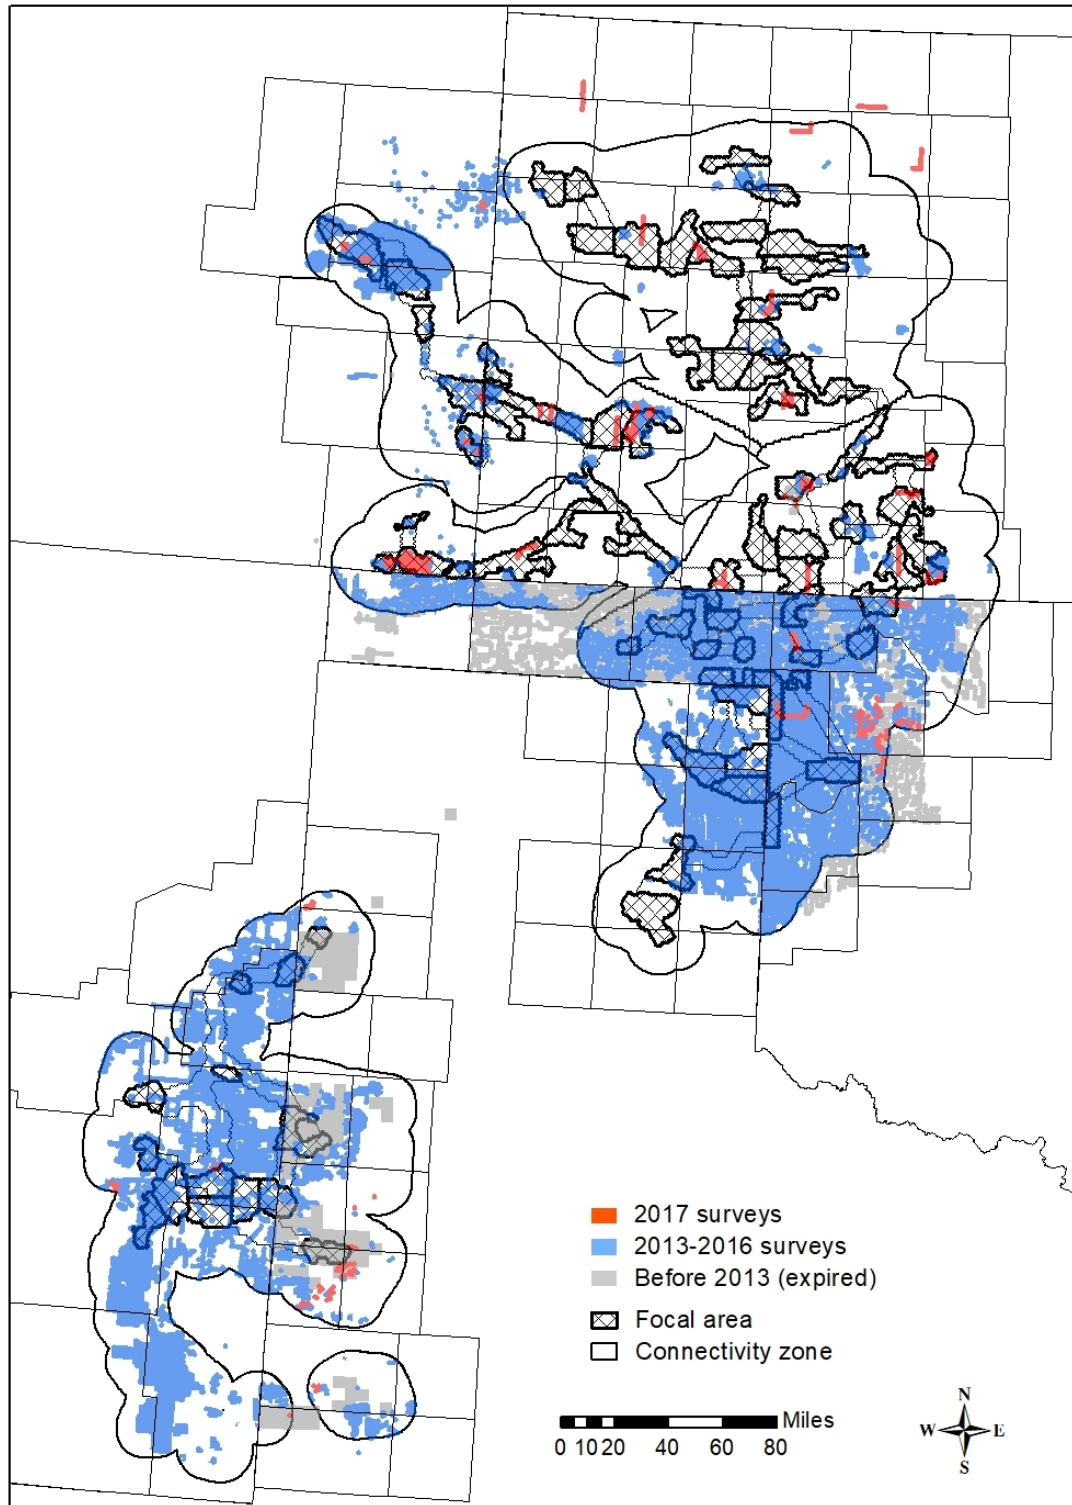 2017 surveys
2013-2016 surveys
Before 2013 (expired)
Focal area
Connectivity zone
Miles
0 10 20 40 60 80
N
W E
S